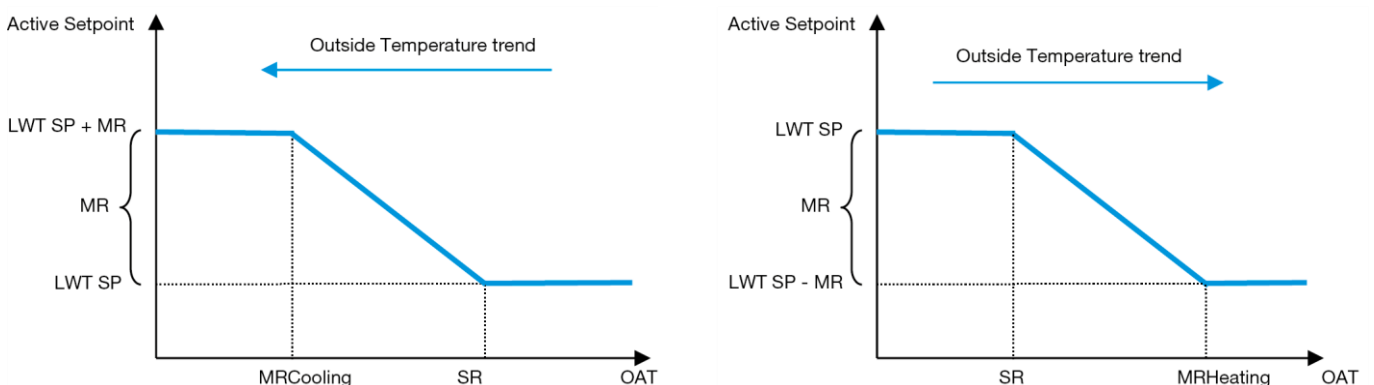 Active Setpoint
Outside Temperature trend
LWT SP + MR
MR
LWT SP
MRCooling
SR
OAT
Active Setpoint
Outside Temperature trend
LWT SP
MR
LWT SP - MR
SR
MRHeating
OAT